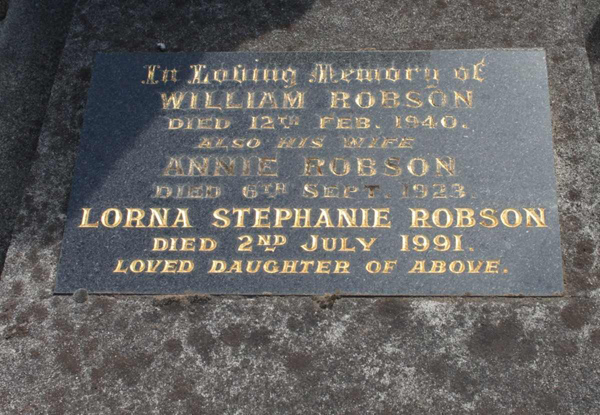 In Loving Memory of
WILLIAM ROBSON
DIED 12TH FEB. 1940.
ALSO HIS WIFE
ANNIE ROBSON
DIED 6TH SEPT. 1923
LORNA STEPHANIE ROBSON
DIED 2ND JULY 1991.
LOVED DAUGHTER OF ABOVE.